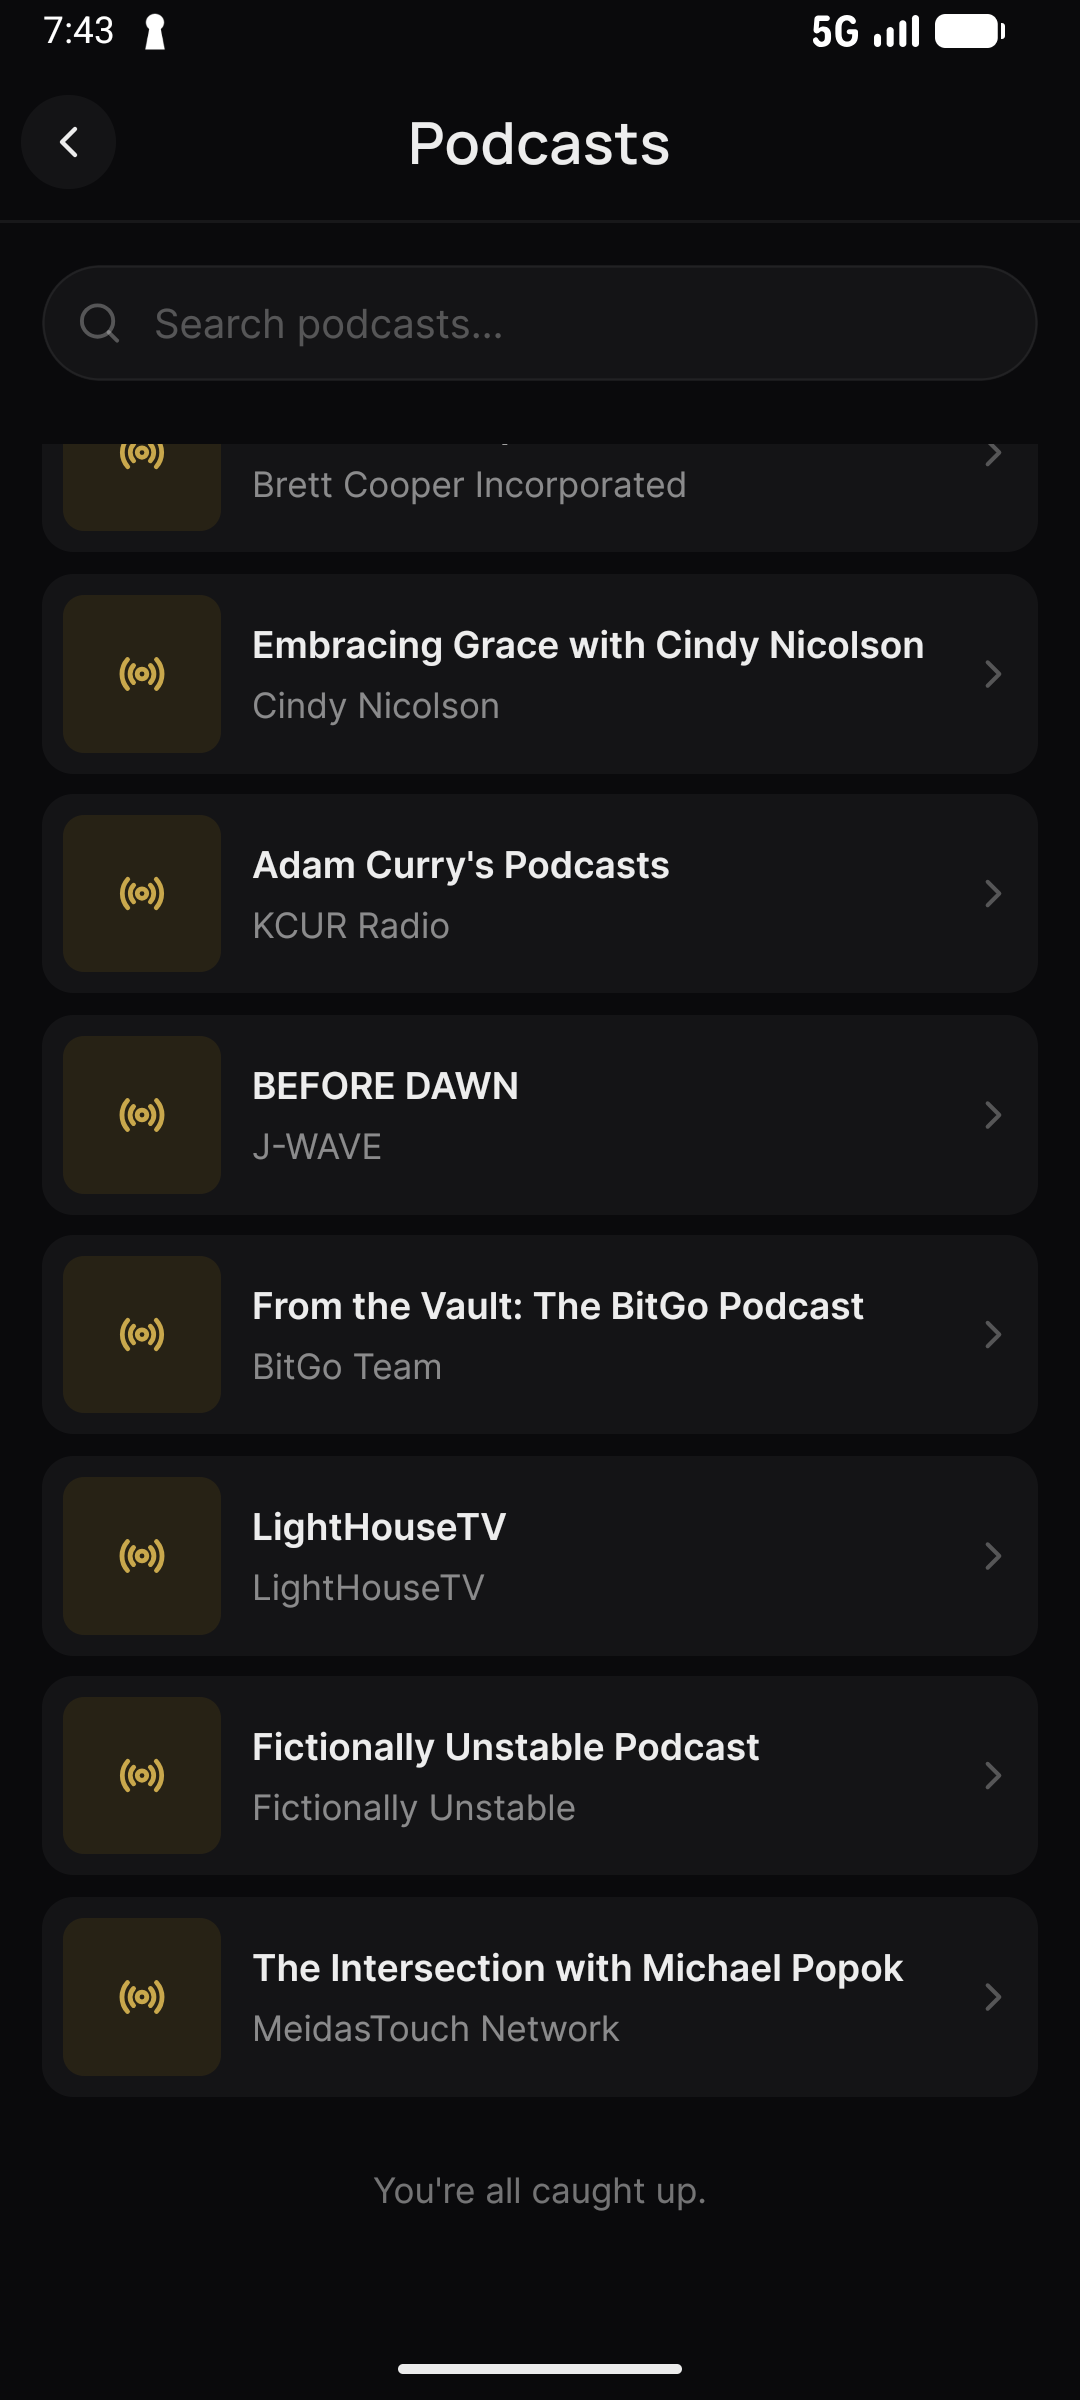 7:43
5G
Podcasts
Search podcasts...
Brett Cooper Incorporated
Embracing Grace with Cindy Nicolson
Cindy Nicolson
Adam Curry's Podcasts
KCUR Radio
BEFORE DAWN
J-WAVE
From the Vault: The BitGo Podcast
BitGo Team
LightHouseTV
LightHouseTV
Fictionally Unstable Podcast
Fictionally Unstable
The Intersection with Michael Popok
MeidasTouch Network
You're all caught up.